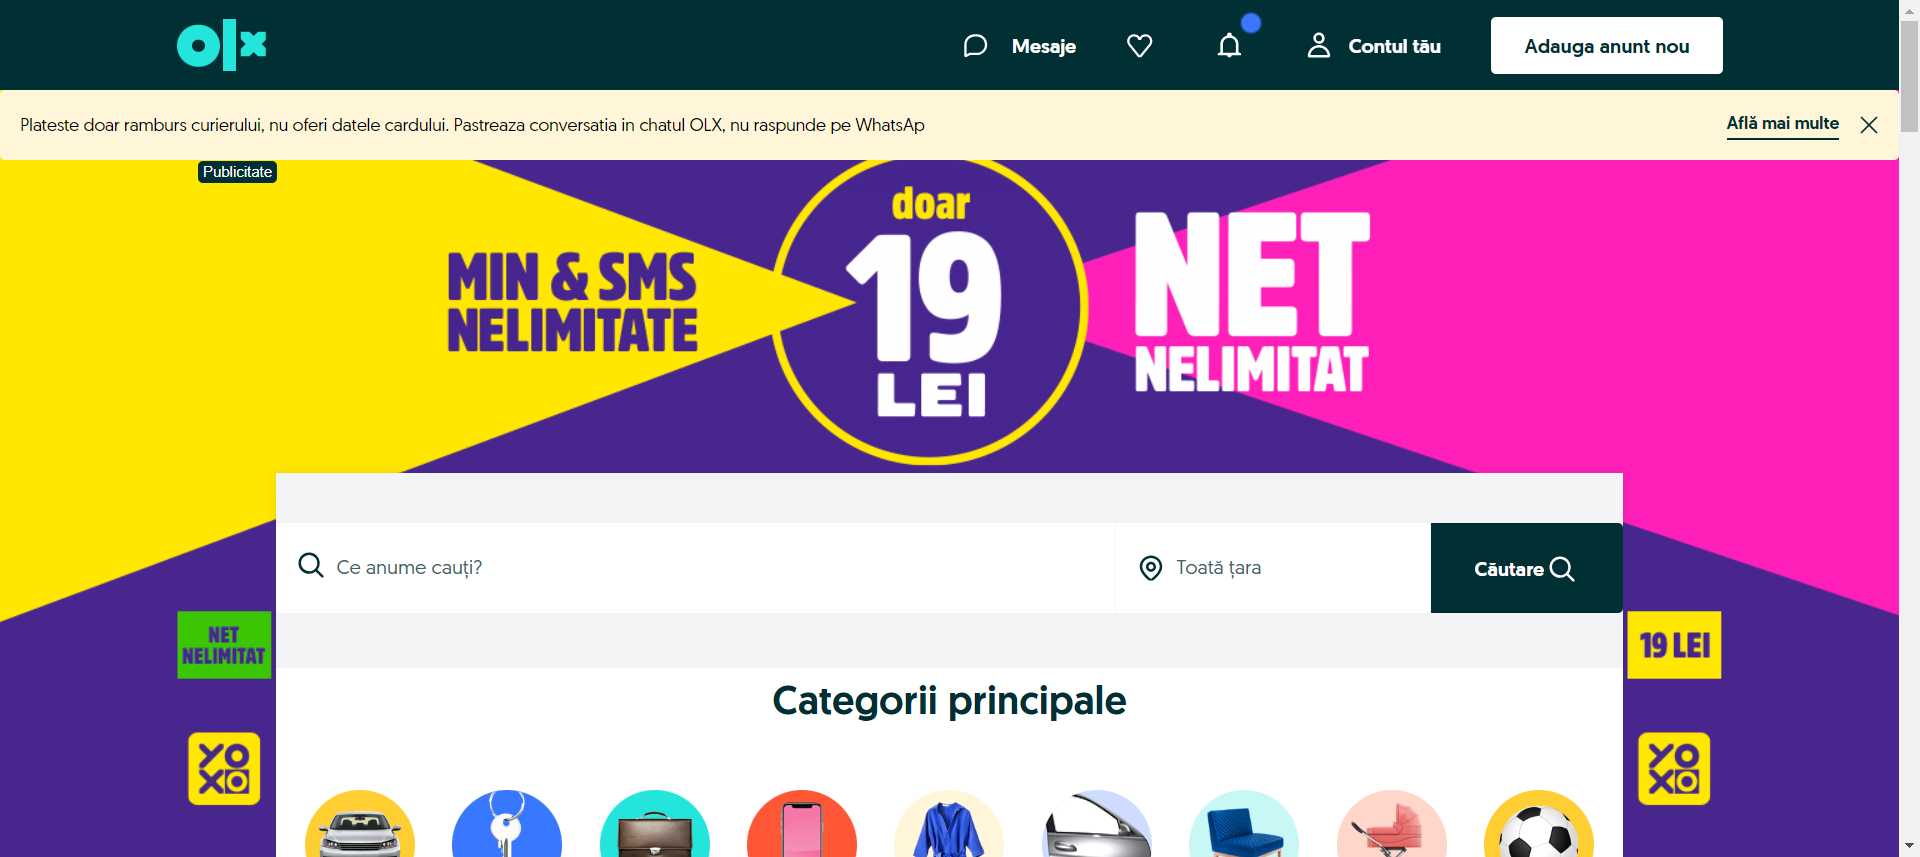 olx
Mesaje
Contul tău
Adauga anunt nou
Plateste doar ramburs curierului, nu oferi datele cardului. Pastreaza conversatia in chatul OLX, nu raspunde pe WhatsAp
Află mai multe
Publicitate
MIN & SMS
NELIMITATE
doar
19
LEI
NET
NELIMITAT
Ce anume cauți?
Toată țara
Căutare
NET
NELIMITAT
19 LEI
Categorii principale
YO
XO
YO
XO